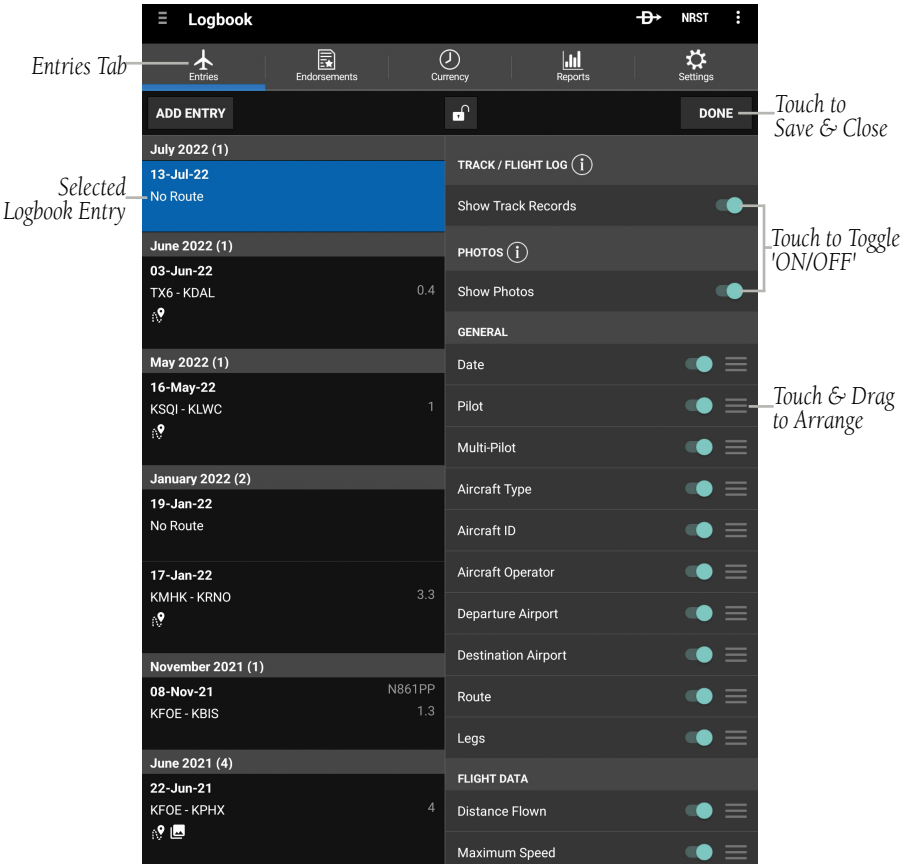 Logbook
NRST
Entries
Endorsements
Currency
Reports
Settings
Entries Tab
ADD ENTRY
DONE
Touch to
Save & Close
July 2022 (1)
13-Jul-22
No Route
Selected
Logbook Entry
June 2022 (1)
03-Jun-22
TX6 - KDAL
0.4
May 2022 (1)
16-May-22
KSQI - KLWC
1
January 2022 (2)
19-Jan-22
No Route
17-Jan-22
KMHK - KRNO
3.3
November 2021 (1)
08-Nov-21
N861PP
KFOE - KBIS
1.3
June 2021 (4)
22-Jun-21
KFOE - KPHX
4
TRACK / FLIGHT LOG i
Show Track Records
PHOTOS i
Show Photos
Touch to Toggle
'ON/OFF'
GENERAL
Date
Pilot
Touch & Drag
to Arrange
Multi-Pilot
Aircraft Type
Aircraft ID
Aircraft Operator
Departure Airport
Destination Airport
Route
Legs
FLIGHT DATA
Distance Flown
Maximum Speed